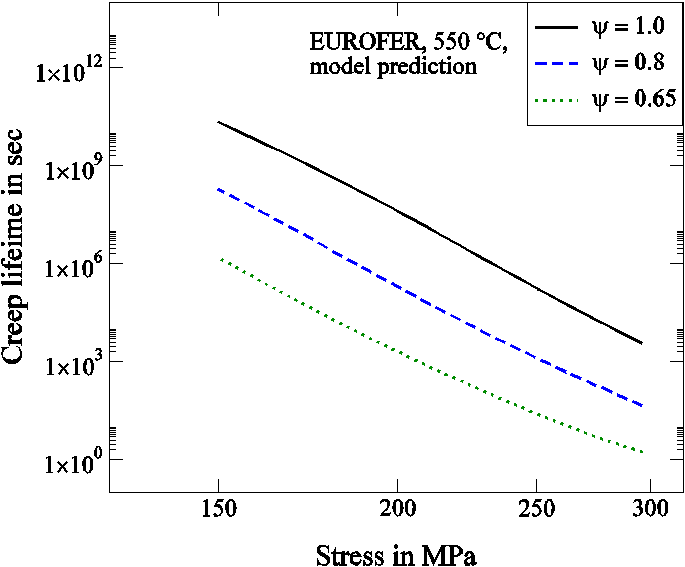 EUROFER, 550 °C,
model prediction
ψ = 1.0
ψ = 0.8
ψ = 0.65
Creep lifeime in sec
1×10¹²
1×10⁹
1×10⁶
1×10³
1×10⁰
150
200
250
300
Stress in MPa